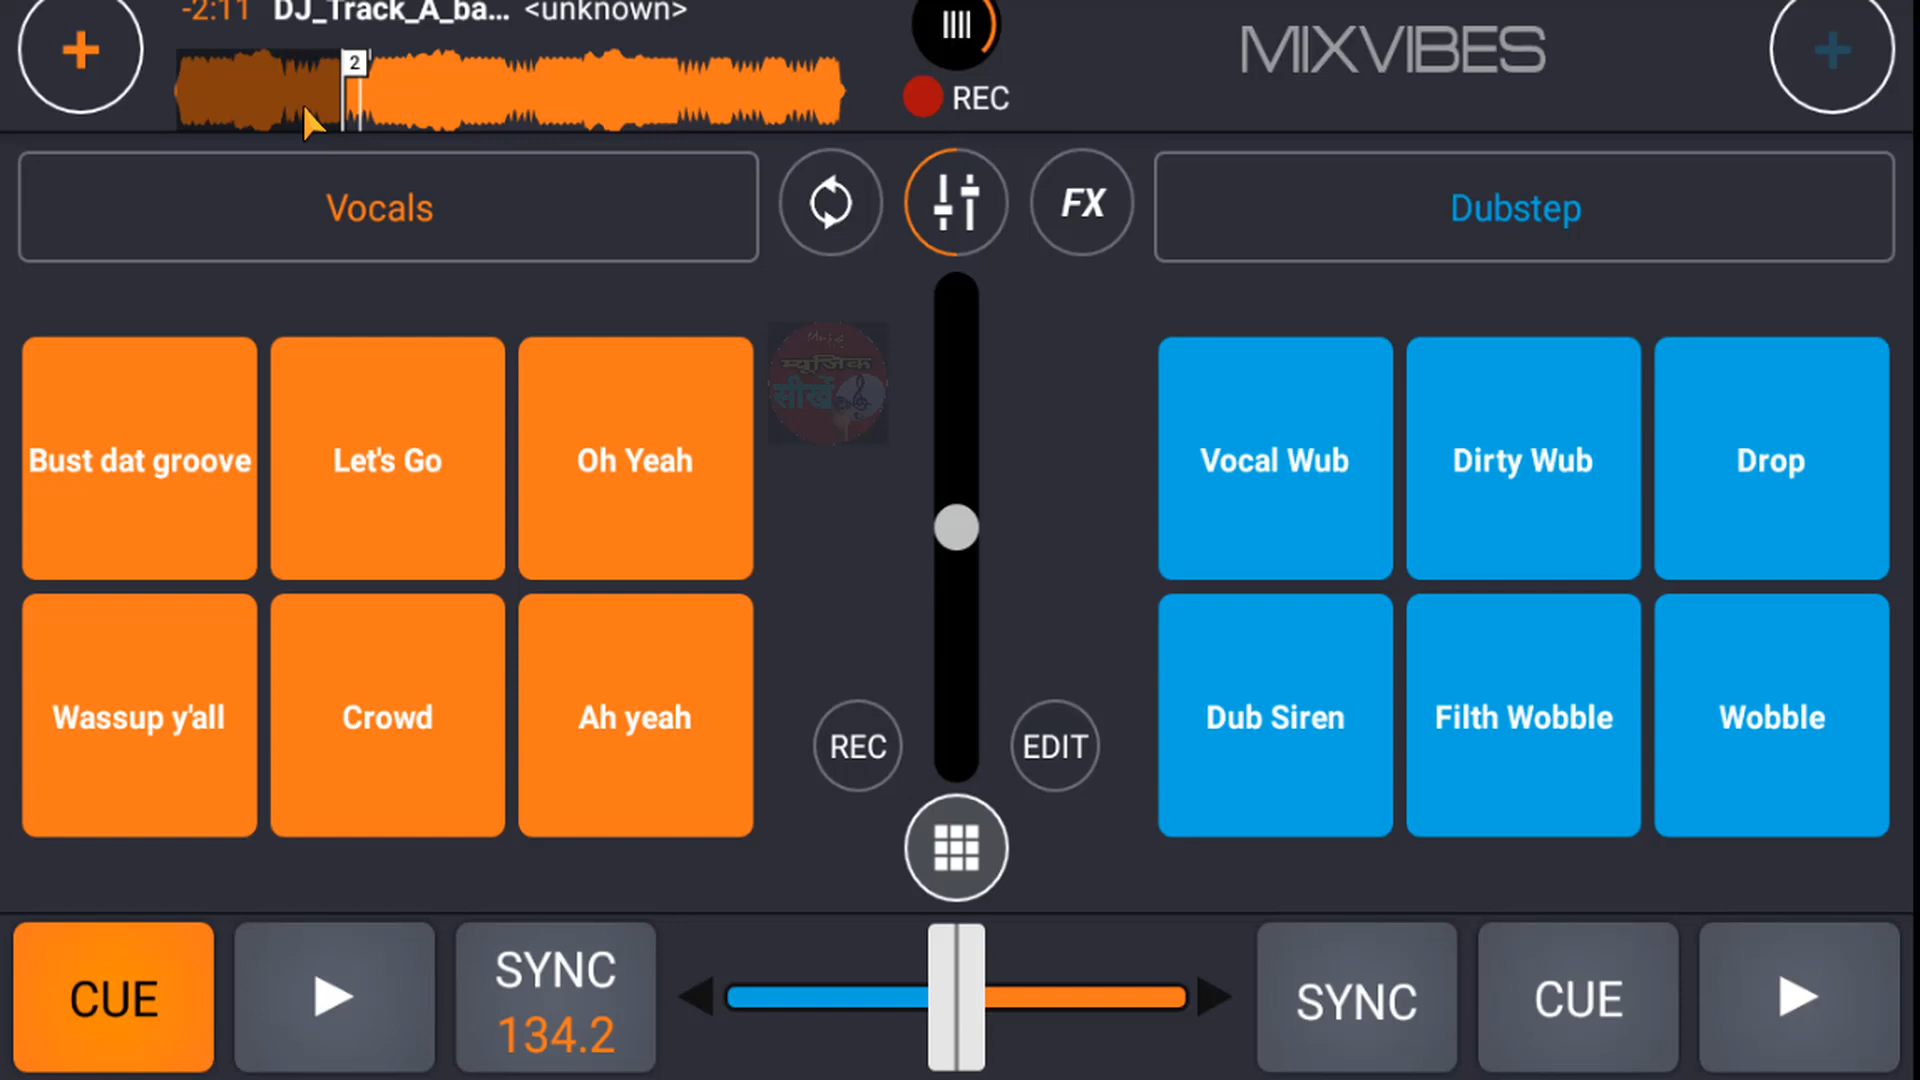 -2:11 DJ_Track_A_ba... <unknown>
2
REC
MIXVIBES
Vocals
FX
Dubstep
म्यूजिक
सीखें
Bust dat groove
Let's Go
Oh Yeah
Vocal Wub
Dirty Wub
Drop
Wassup y'all
Crowd
Ah yeah
REC
EDIT
Dub Siren
Filth Wobble
Wobble
CUE
SYNC
134.2
SYNC
CUE